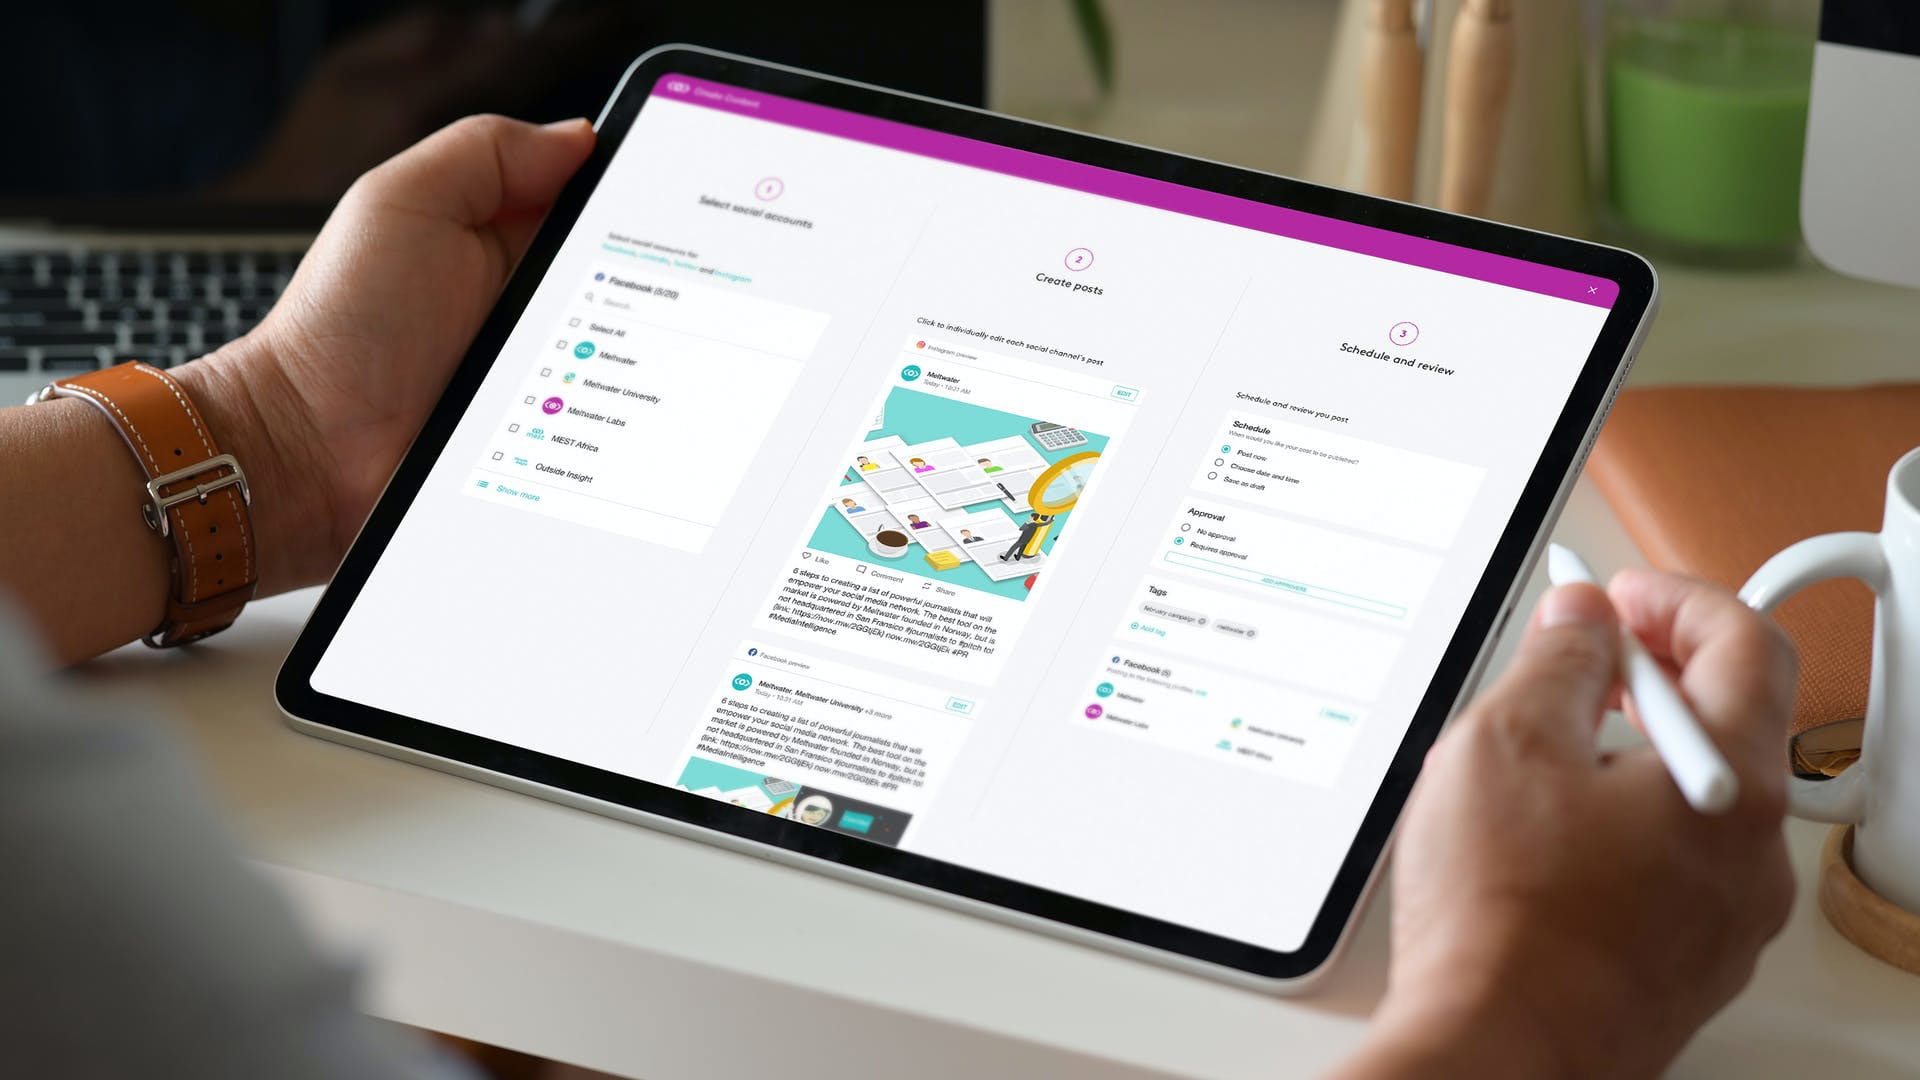 Create Content
1
Select social accounts
Select social accounts for
Facebook, LinkedIn, Twitter and Instagram
Facebook (5/20)
Search...
Select All
Meltwater
Meltwater University
Meltwater Labs
mest
MEST Africa
Outside Insight
Show more
2
Create posts
Click to individually edit each social channel's post
Instagram preview
Meltwater
Today • 10:31 AM
EDIT
Like
Comment
Share
6 steps to creating a list of powerful journalists that will
empower your social media network. The best tool on the
market is powered by Meltwater founded in Norway, but is
not headquartered in San Fransico #journalists to #pitch to!
(link: https://now.mw/2GGtjEk) now.mw/2GGtjEk #PR
#MediaIntelligence
Facebook preview
Meltwater, Meltwater University +3 more
Today • 10:31 AM
EDIT
6 steps to creating a list of powerful journalists that will
empower your social media network. The best tool on the
market is powered by Meltwater founded in Norway, but is
not headquartered in San Fransico #journalists to #pitch to!
(link: https://now.mw/2GGtjEk) now.mw/2GGtjEk #PR
#MediaIntelligence
3
Schedule and review
Schedule and review you post
Schedule
When would you like your post to be published?
Post now
Choose date and time
Save as draft
Approval
No approval
Requires approval
ADD APPROVERS
Tags
february campaign
meltwater
Add tag
Facebook (5)
Posting to the following profiles
Meltwater
Meltwater University
Meltwater Labs
MEST Africa